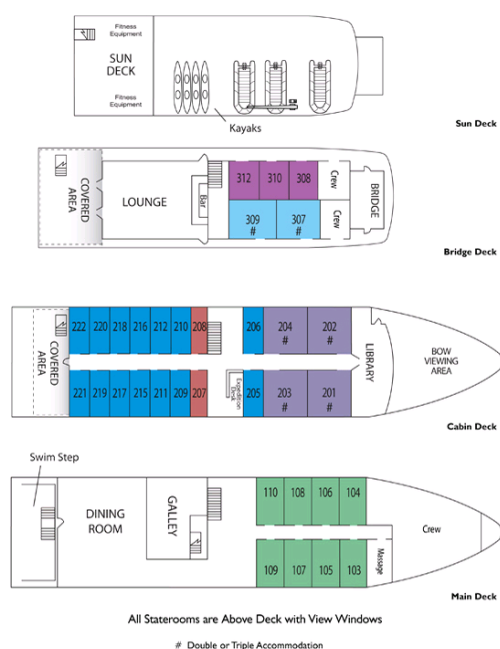 Fitness
Equipment
SUN
DECK
Fitness
Equipment
Kayaks
Sun Deck
COVERED
AREA
LOUNGE
Bar
312
310
308
Crew
309
#
307
#
Crew
BRIDGE
Bridge Deck
COVERED
AREA
222
220
218
216
212
210
208
206
204
#
202
#
221
219
217
215
211
209
207
Expedition
Desk
205
203
#
201
#
LIBRARY
BOW
VIEWING
AREA
Cabin Deck
Swim Step
DINING
ROOM
GALLEY
110
108
106
104
109
107
105
103
Massage
Crew
Main Deck
All Staterooms are Above Deck with View Windows
# Double or Triple Accommodation